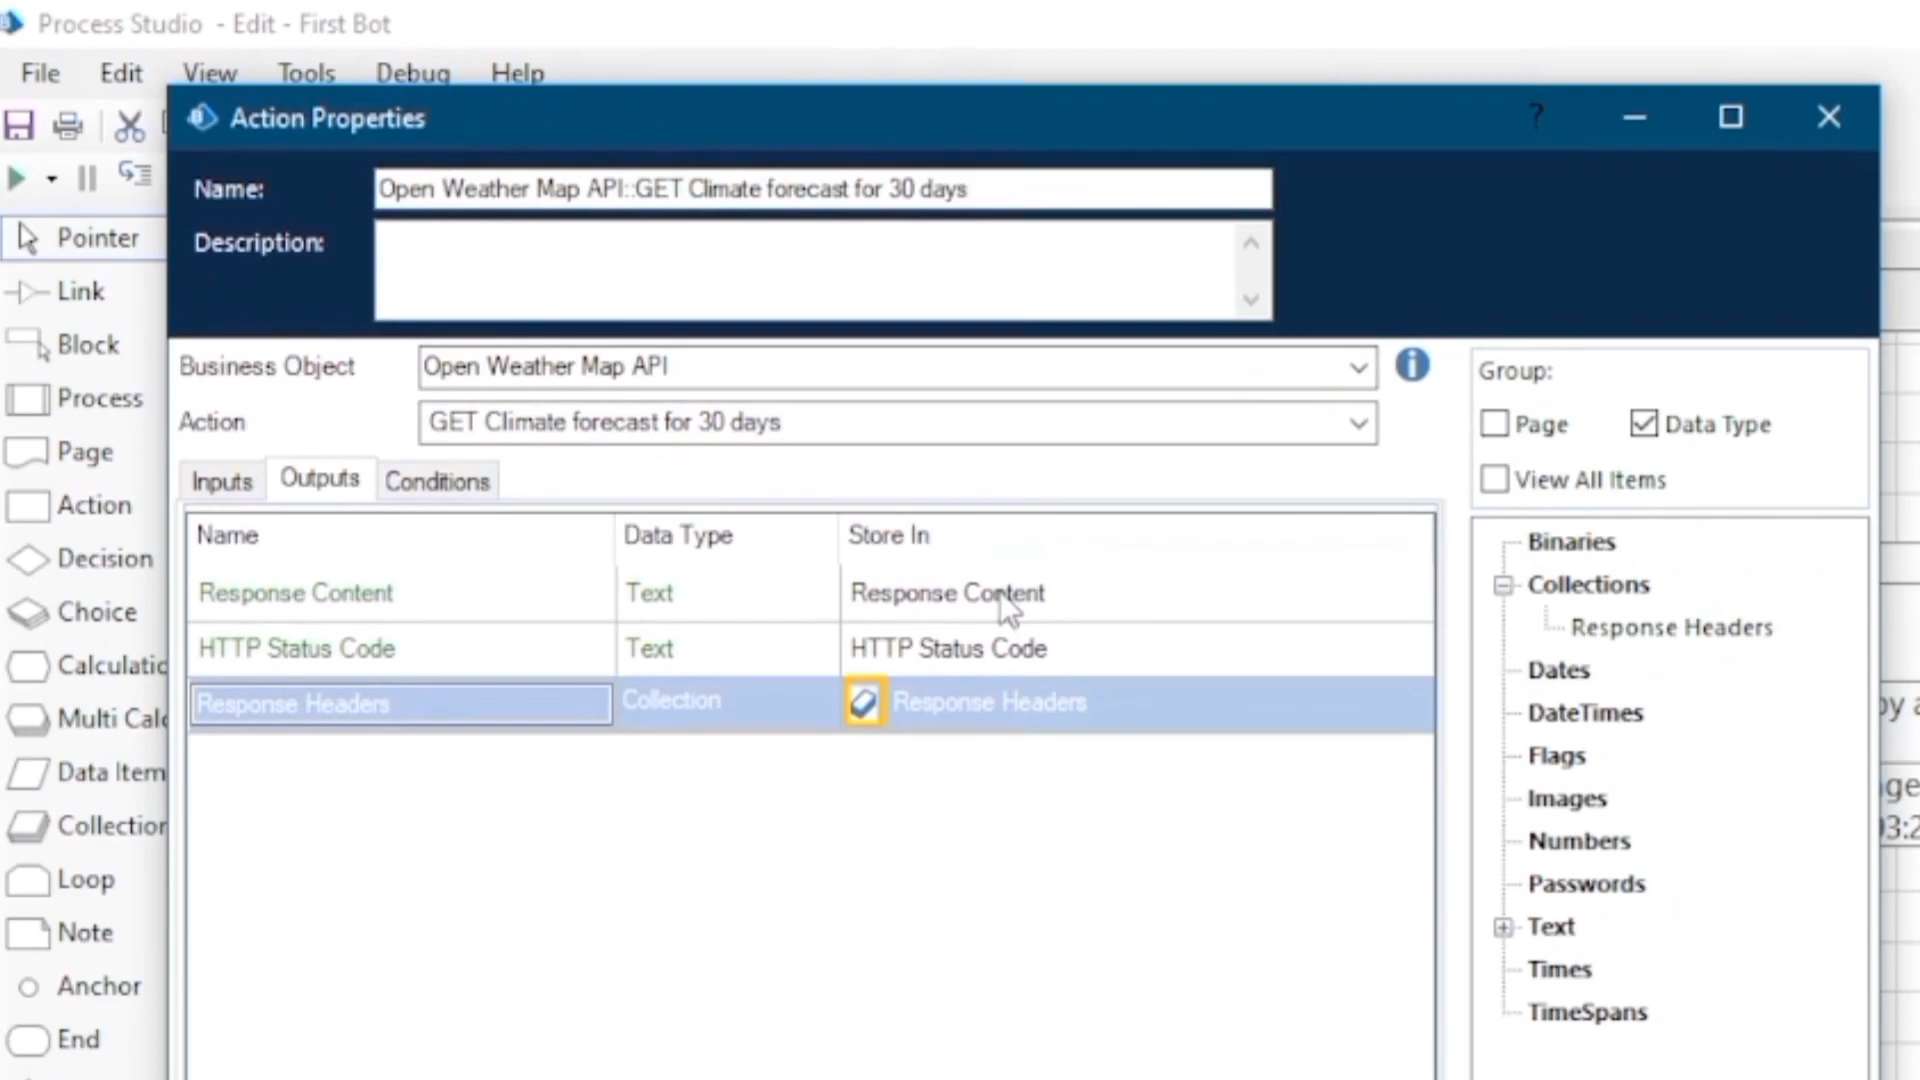 Process Studio - Edit - First Bot
File Edit View Tools Debug Help
Action Properties
?
Name: Open Weather Map API::GET Climate forecast for 30 days
Description:
Business Object Open Weather Map API
Action GET Climate forecast for 30 days
Inputs Outputs Conditions
Name Data Type Store In
Response Content Text Response Content
HTTP Status Code Text HTTP Status Code
Response Headers Collection Response Headers
Group:
Page Data Type
View All Items
Binaries
Collections
Response Headers
Dates
DateTimes
Flags
Images
Numbers
Passwords
Text
Times
TimeSpans
Pointer
Link
Block
Process
Page
Action
Decision
Choice
Calculatio
Multi Calc
Data Item
Collection
Loop
Note
Anchor
End